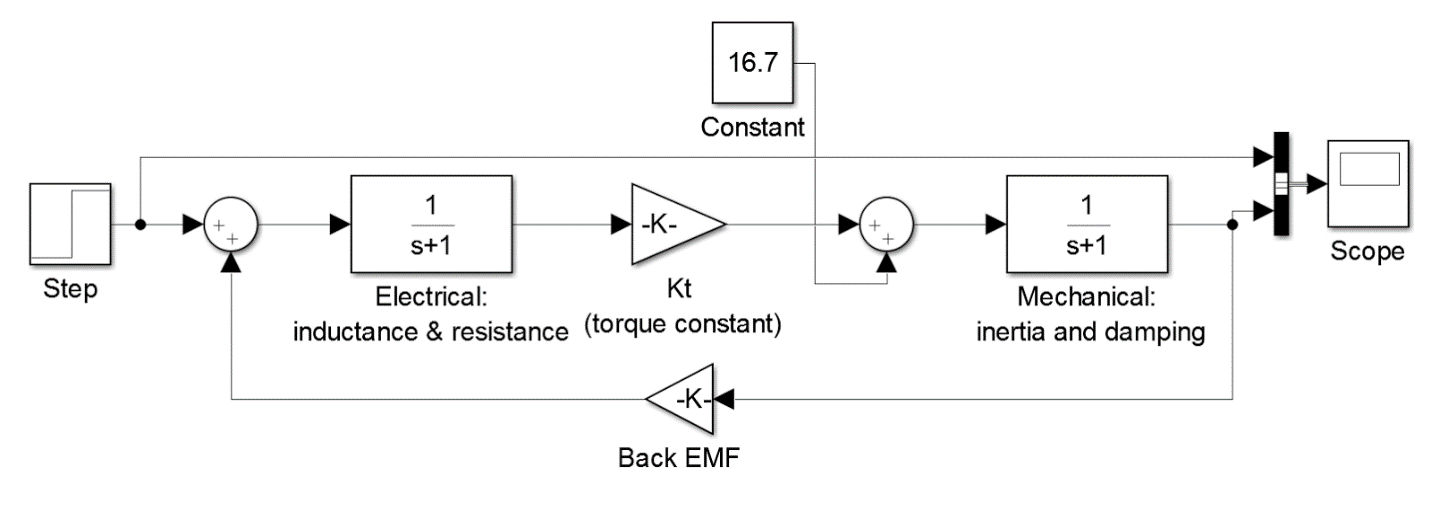 16.7
Constant
Step
+
+
1
s+1
Electrical:
inductance & resistance
-K-
Kt
(torque constant)
+
+
1
s+1
Mechanical:
inertia and damping
Scope
-K-
Back EMF